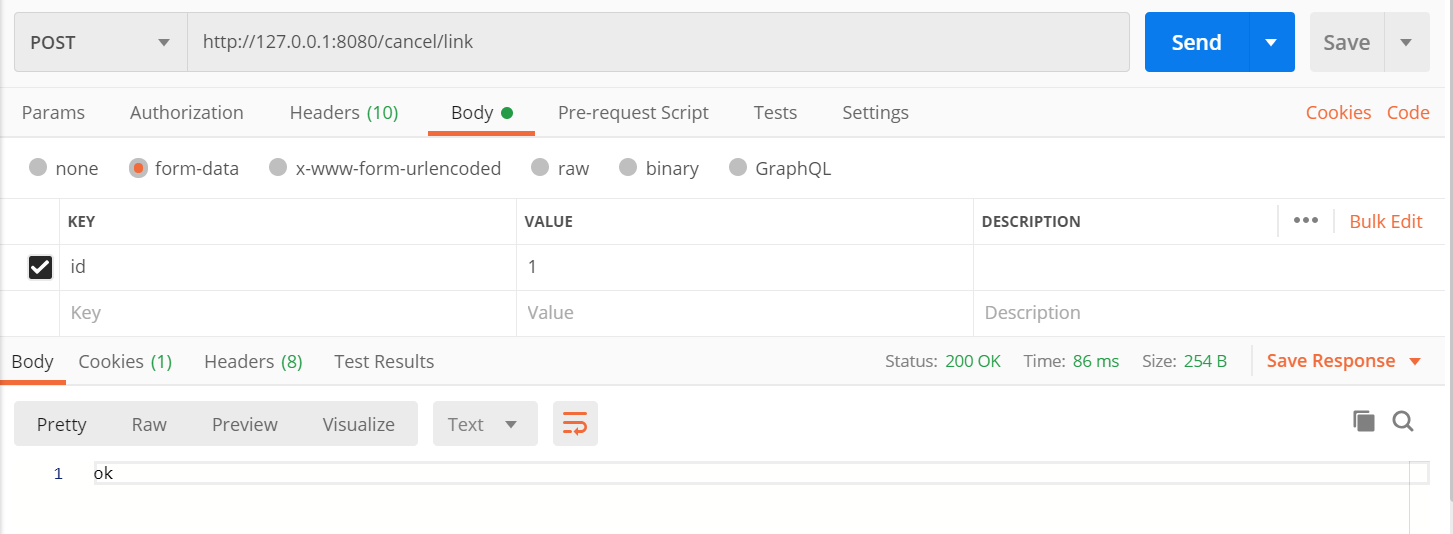 POST http://127.0.0.1:8080/cancel/link Send Save
Params Authorization Headers (10) Body Pre-request Script Tests Settings Cookies Code
none form-data x-www-form-urlencoded raw binary GraphQL
KEY VALUE DESCRIPTION ••• Bulk Edit
id 1
Key Value Description
Body Cookies (1) Headers (8) Test Results Status: 200 OK Time: 86 ms Size: 254 B Save Response
Pretty Raw Preview Visualize Text
1 ok